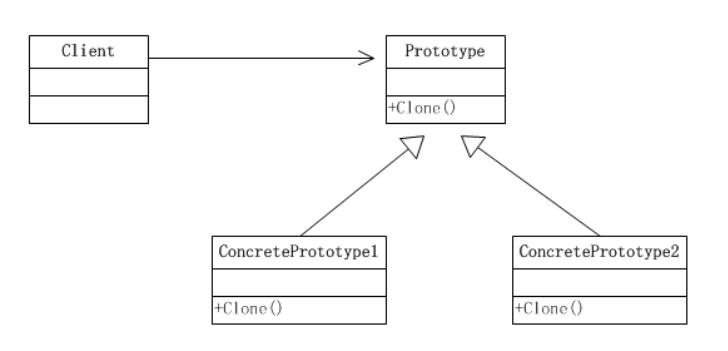 Client
Prototype
+Clone()
ConcretePrototype1
ConcretePrototype2
+Clone()
+Clone()